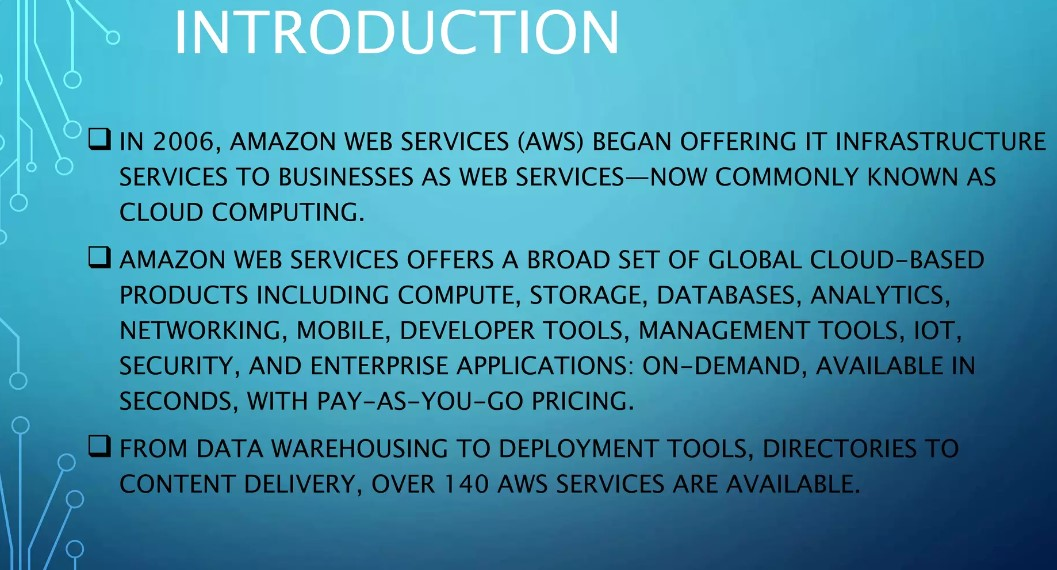 INTRODUCTION
IN 2006, AMAZON WEB SERVICES (AWS) BEGAN OFFERING IT INFRASTRUCTURE
SERVICES TO BUSINESSES AS WEB SERVICES—NOW COMMONLY KNOWN AS
CLOUD COMPUTING.
AMAZON WEB SERVICES OFFERS A BROAD SET OF GLOBAL CLOUD-BASED
PRODUCTS INCLUDING COMPUTE, STORAGE, DATABASES, ANALYTICS,
NETWORKING, MOBILE, DEVELOPER TOOLS, MANAGEMENT TOOLS, IOT,
SECURITY, AND ENTERPRISE APPLICATIONS: ON-DEMAND, AVAILABLE IN
SECONDS, WITH PAY-AS-YOU-GO PRICING.
FROM DATA WAREHOUSING TO DEPLOYMENT TOOLS, DIRECTORIES TO
CONTENT DELIVERY, OVER 140 AWS SERVICES ARE AVAILABLE.